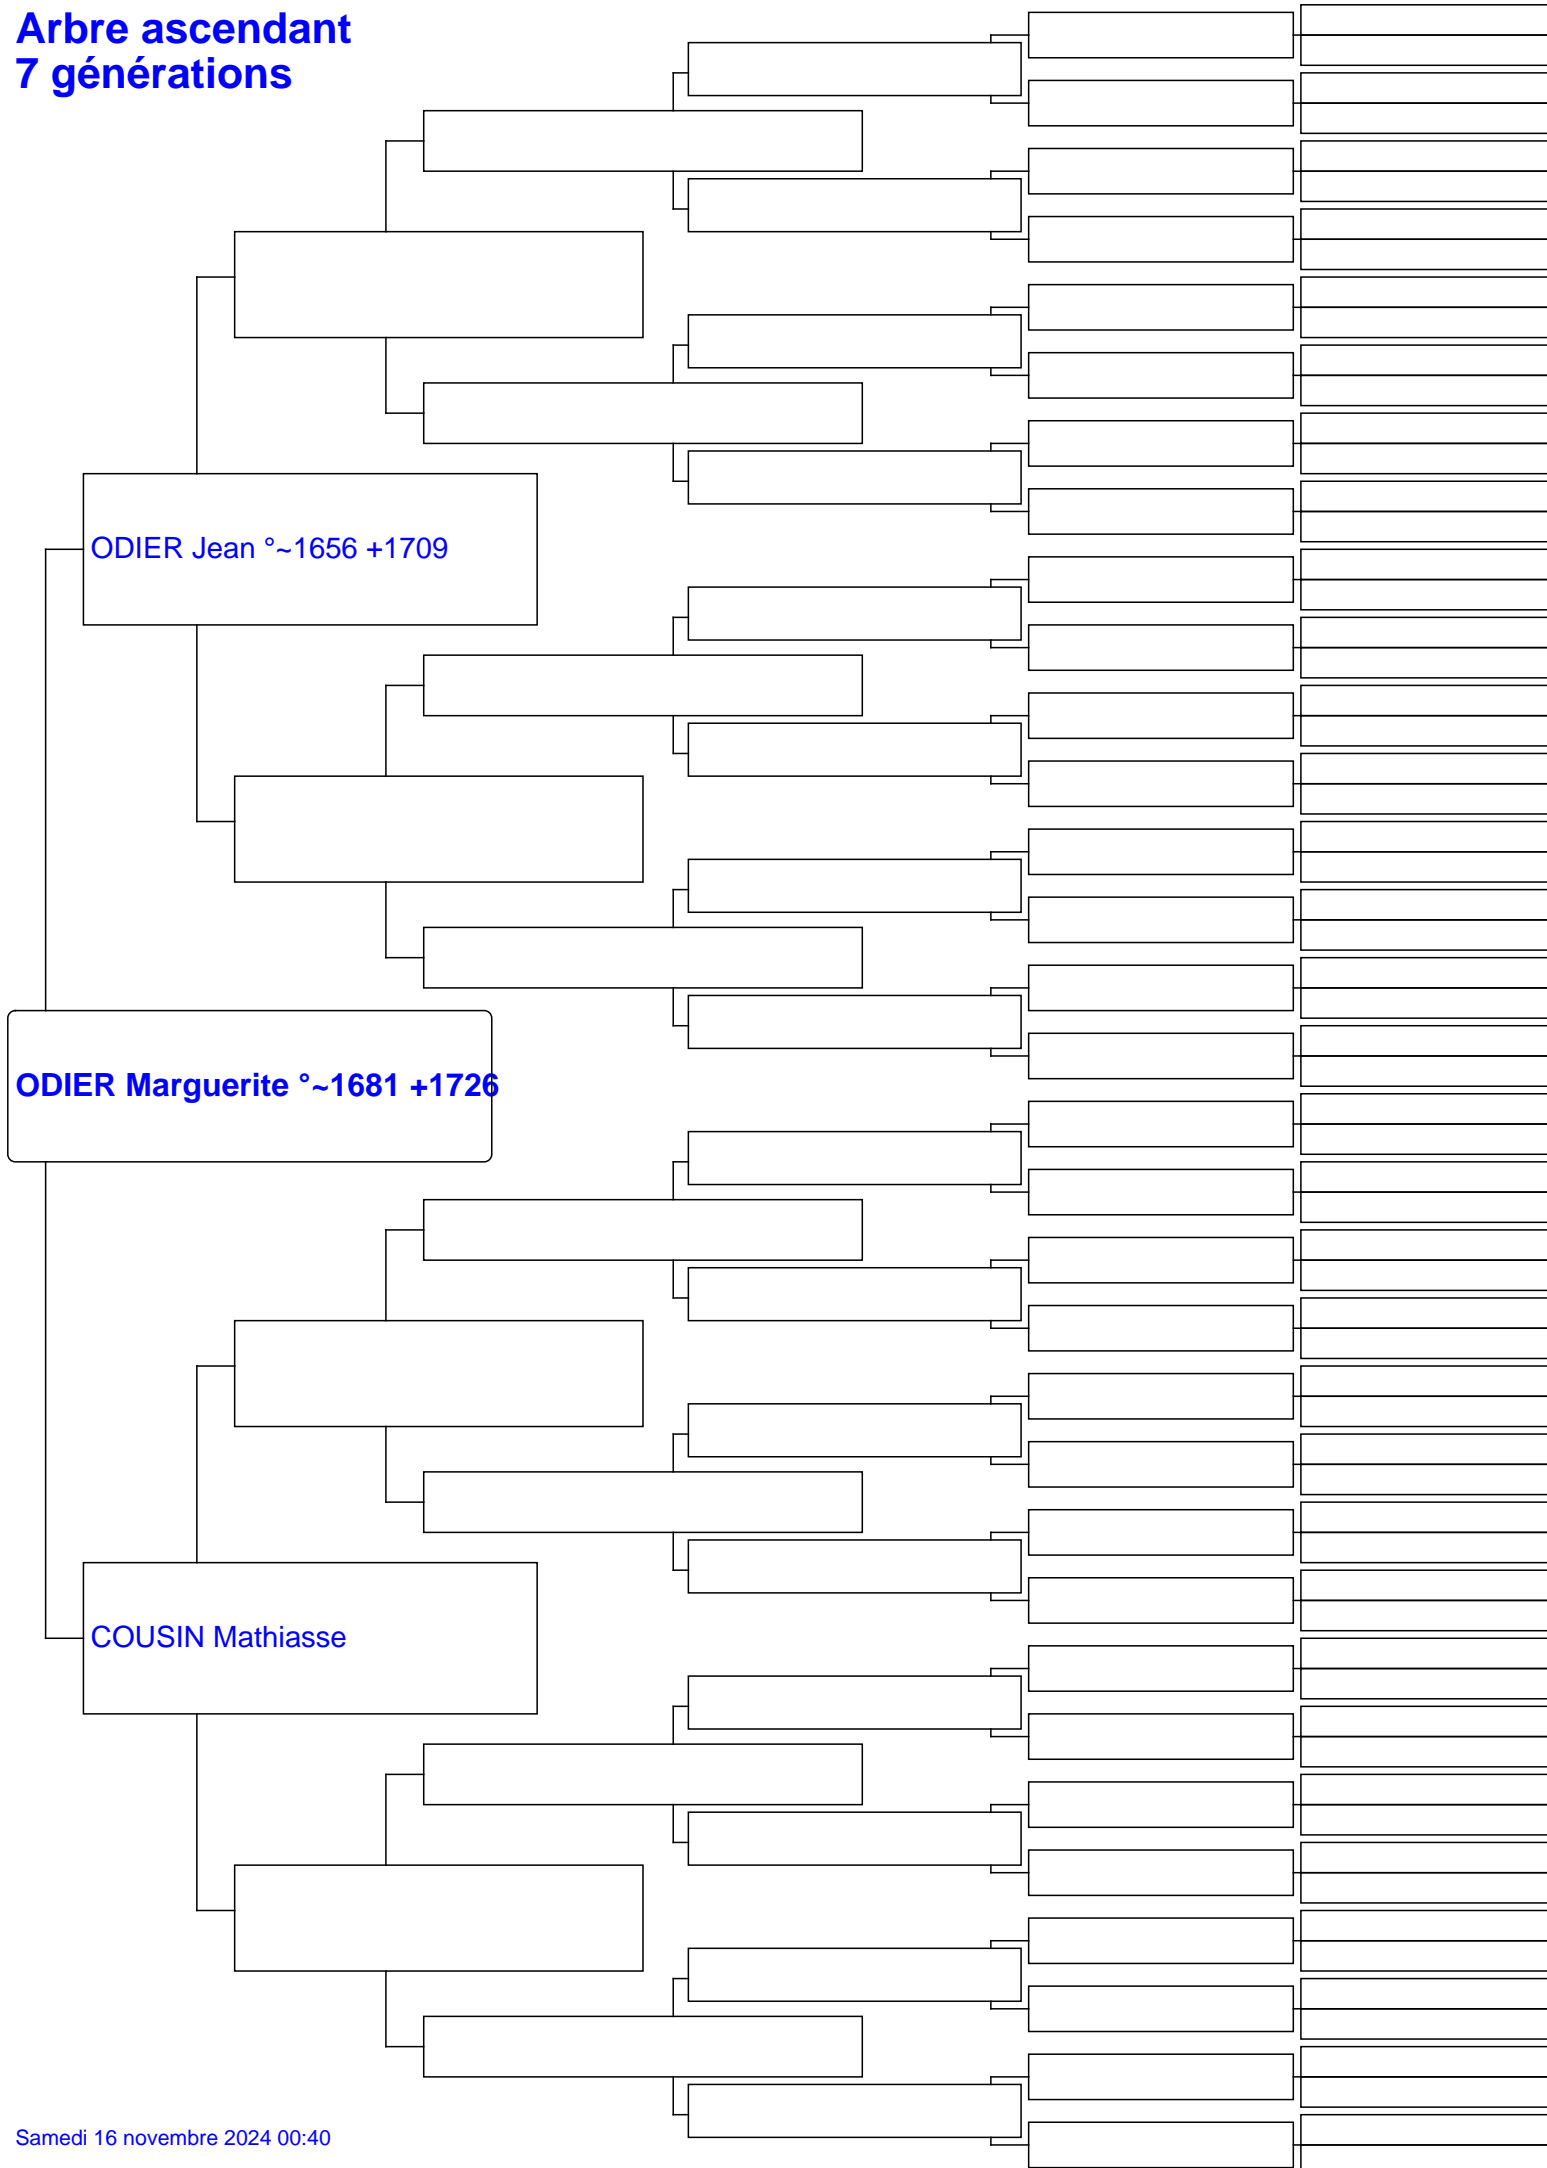 Arbre ascendant
7 générations
ODIER Jean °~1656 +1709
ODIER Marguerite °~1681 +1726
COUSIN Mathiasse
Samedi 16 novembre 2024 00:40